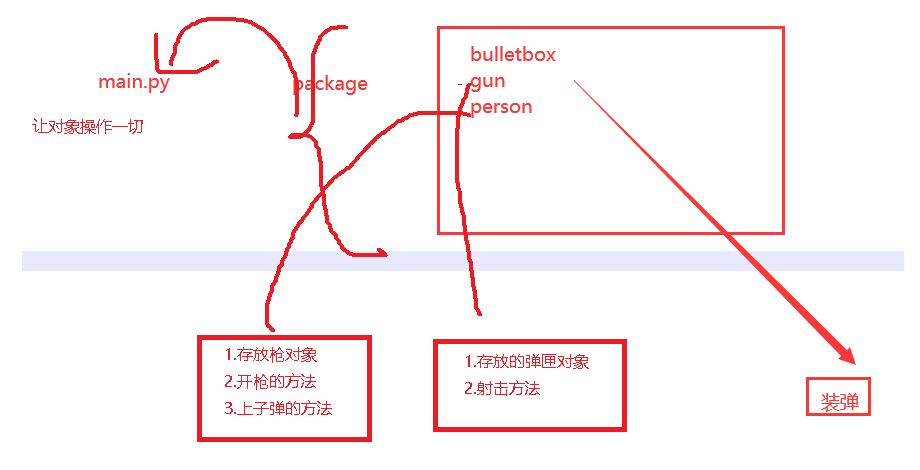 bulletbox
main.py
package
gun
person
让对象操作一切
1.存放枪对象
2.开枪的方法
3.上子弹的方法
1.存放的弹匣对象
2.射击方法
装弹